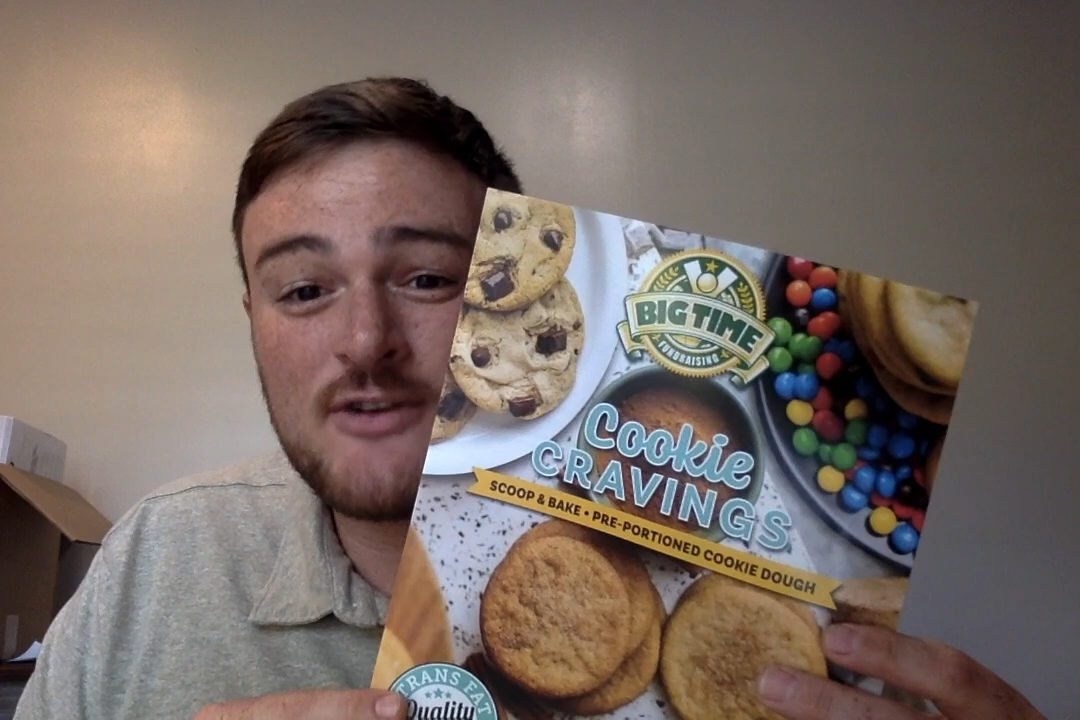 BIG TIME
FUNDRAISING
Cookie
CRAVINGS
SCOOP & BAKE • PRE-PORTIONED COOKIE DOUGH
TRANS FAT
Quality